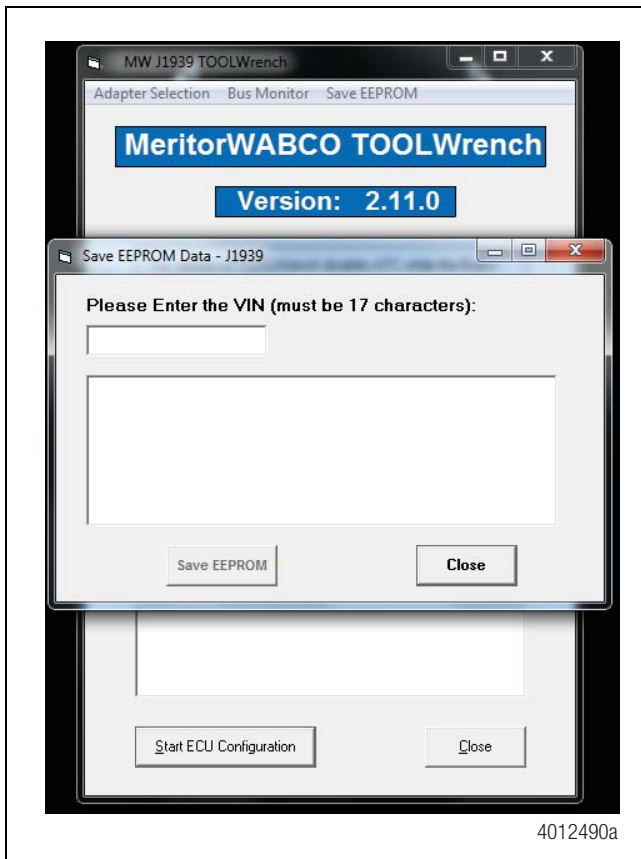 MW J1939 TOOLWrench
Adapter Selection Bus Monitor Save EEPROM
MeritorWABCO TOOLWrench
Version: 2.11.0
Save EEPROM Data - J1939
Please Enter the VIN (must be 17 characters):
Save EEPROM Close
Start ECU Configuration Close
4012490a